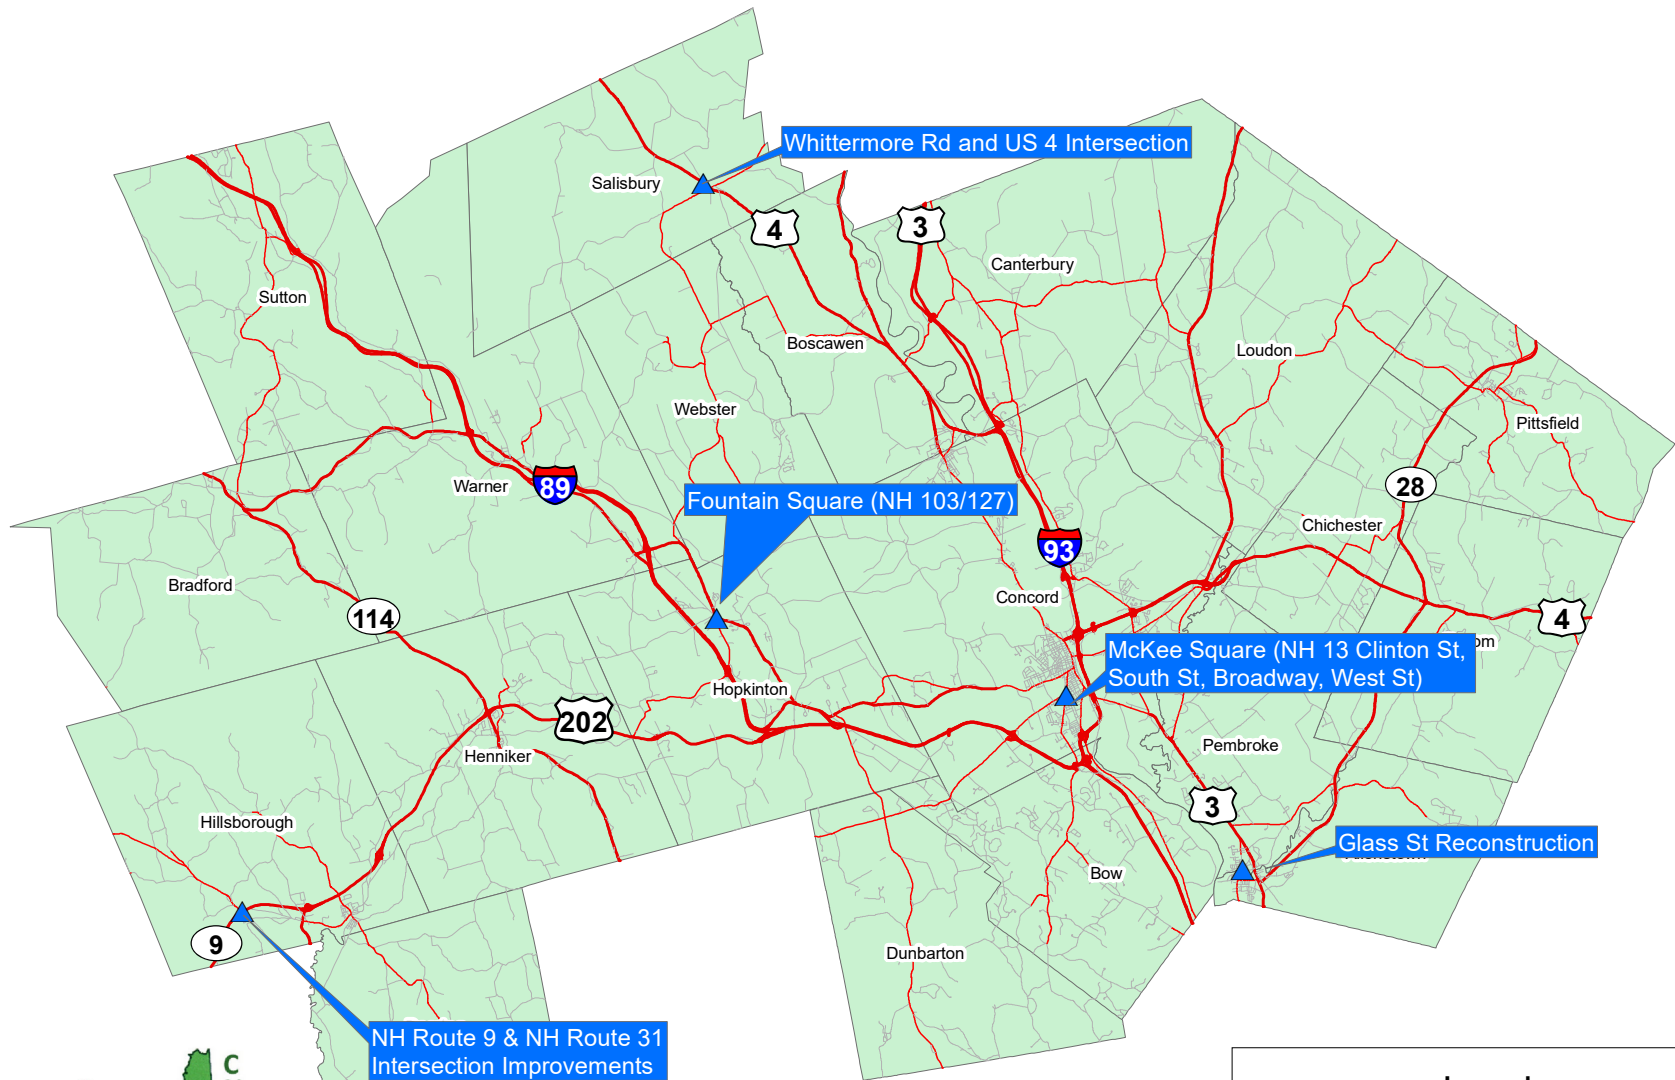 Whittermore Rd and US 4 Intersection
Salisbury
4
3
Canterbury
Sutton
Boscawen
Loudon
Webster
Pittsfield
Warner
89
Fountain Square (NH 103/127)
28
Chichester
93
Bradford
Concord
114
4
McKee Square (NH 13 Clinton St,
South St, Broadway, West St)
om
Hopkinton
202
Henniker
Pembroke
3
Hillsborough
Glass St Reconstruction
Bow
9
Dunbarton
NH Route 9 & NH Route 31
Intersection Improvements
C